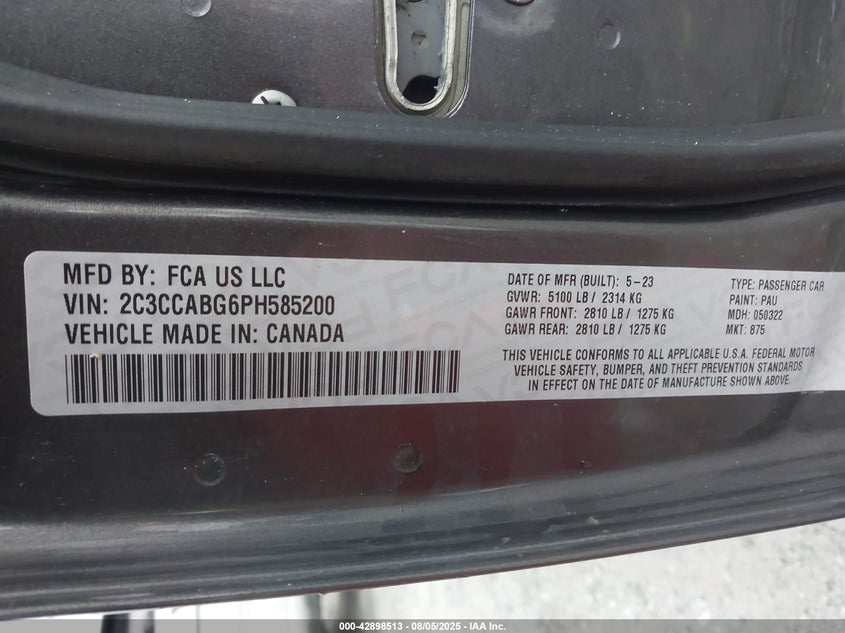 MFD BY: FCA US LLC
VIN: 2C3CCABG6PH585200
VEHICLE MADE IN: CANADA
DATE OF MFR (BUILT): 5-23
GVWR: 5100 LB / 2314 KG
GAWR FRONT: 2810 LB / 1275 KG
GAWR REAR: 2810 LB / 1275 KG
TYPE: PASSENGER CAR
PAINT: PAU
MDH: 050322
MKT: 875
THIS VEHICLE CONFORMS TO ALL APPLICABLE U.S.A. FEDERAL MOTOR
VEHICLE SAFETY, BUMPER, AND THEFT PREVENTION STANDARDS
IN EFFECT ON THE DATE OF MANUFACTURE SHOWN ABOVE.
000-42898513 - 08/05/2025 - IAA Inc.